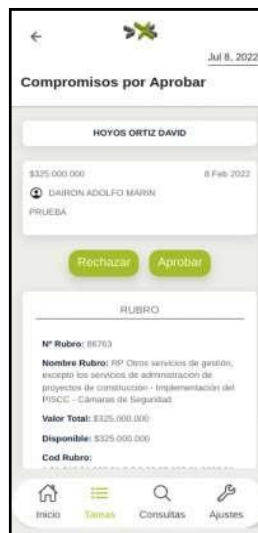 Jul 8, 2022
Compromisos por Aprobar
HOYOS ORTIZ DAVID
$325.000.000 8 Feb 2022
DAIRON ADOLFO MARIN
PRUEBA
Rechazar Aprobar
RUBRO
Nº Rubro: 86763
Nombre Rubro: RP Otros servicios de gestión,
excepto los servicios de administración de
proyectos de construcción - Implementación del
PISCC - Cámaras de Seguridad
Valor Total: $325.000.000
Disponible: $325.000.000
Cod Rubro:
Inicio Tareas Consultas Ajustes